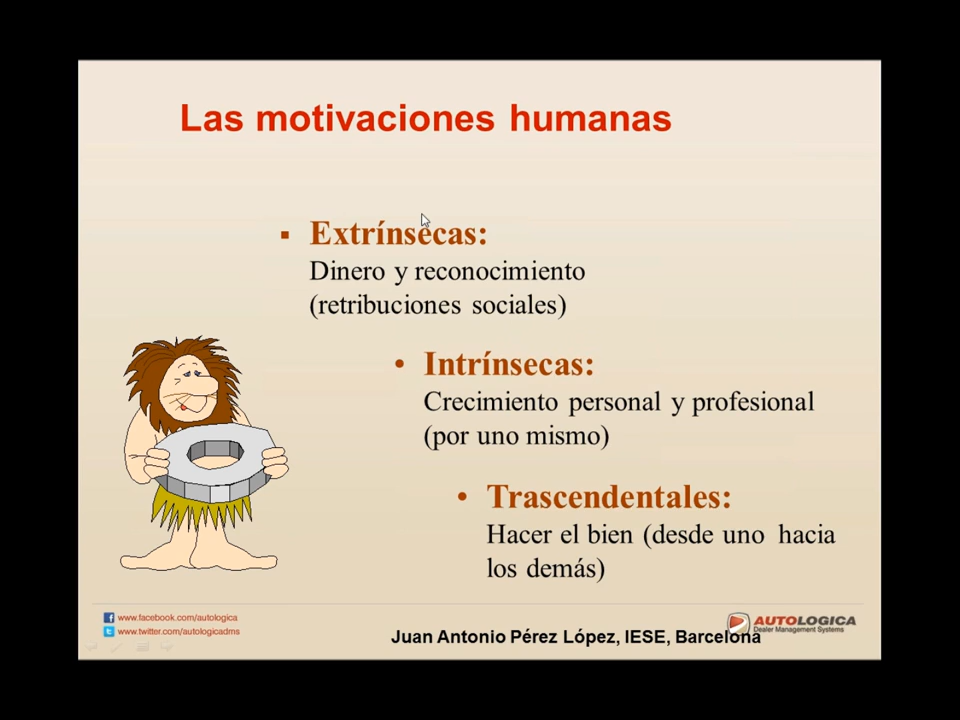 Las motivaciones humanas
Extrínsecas:
Dinero y reconocimiento
(retribuciones sociales)
Intrínsecas:
Crecimiento personal y profesional
(por uno mismo)
Trascendentales:
Hacer el bien (desde uno hacia
los demás)
www.facebook.com/autologica
www.twitter.com/autologicadms
Juan Antonio Pérez López, IESE, Barcelona
AUTOLOGICA
Dealer Management Systems